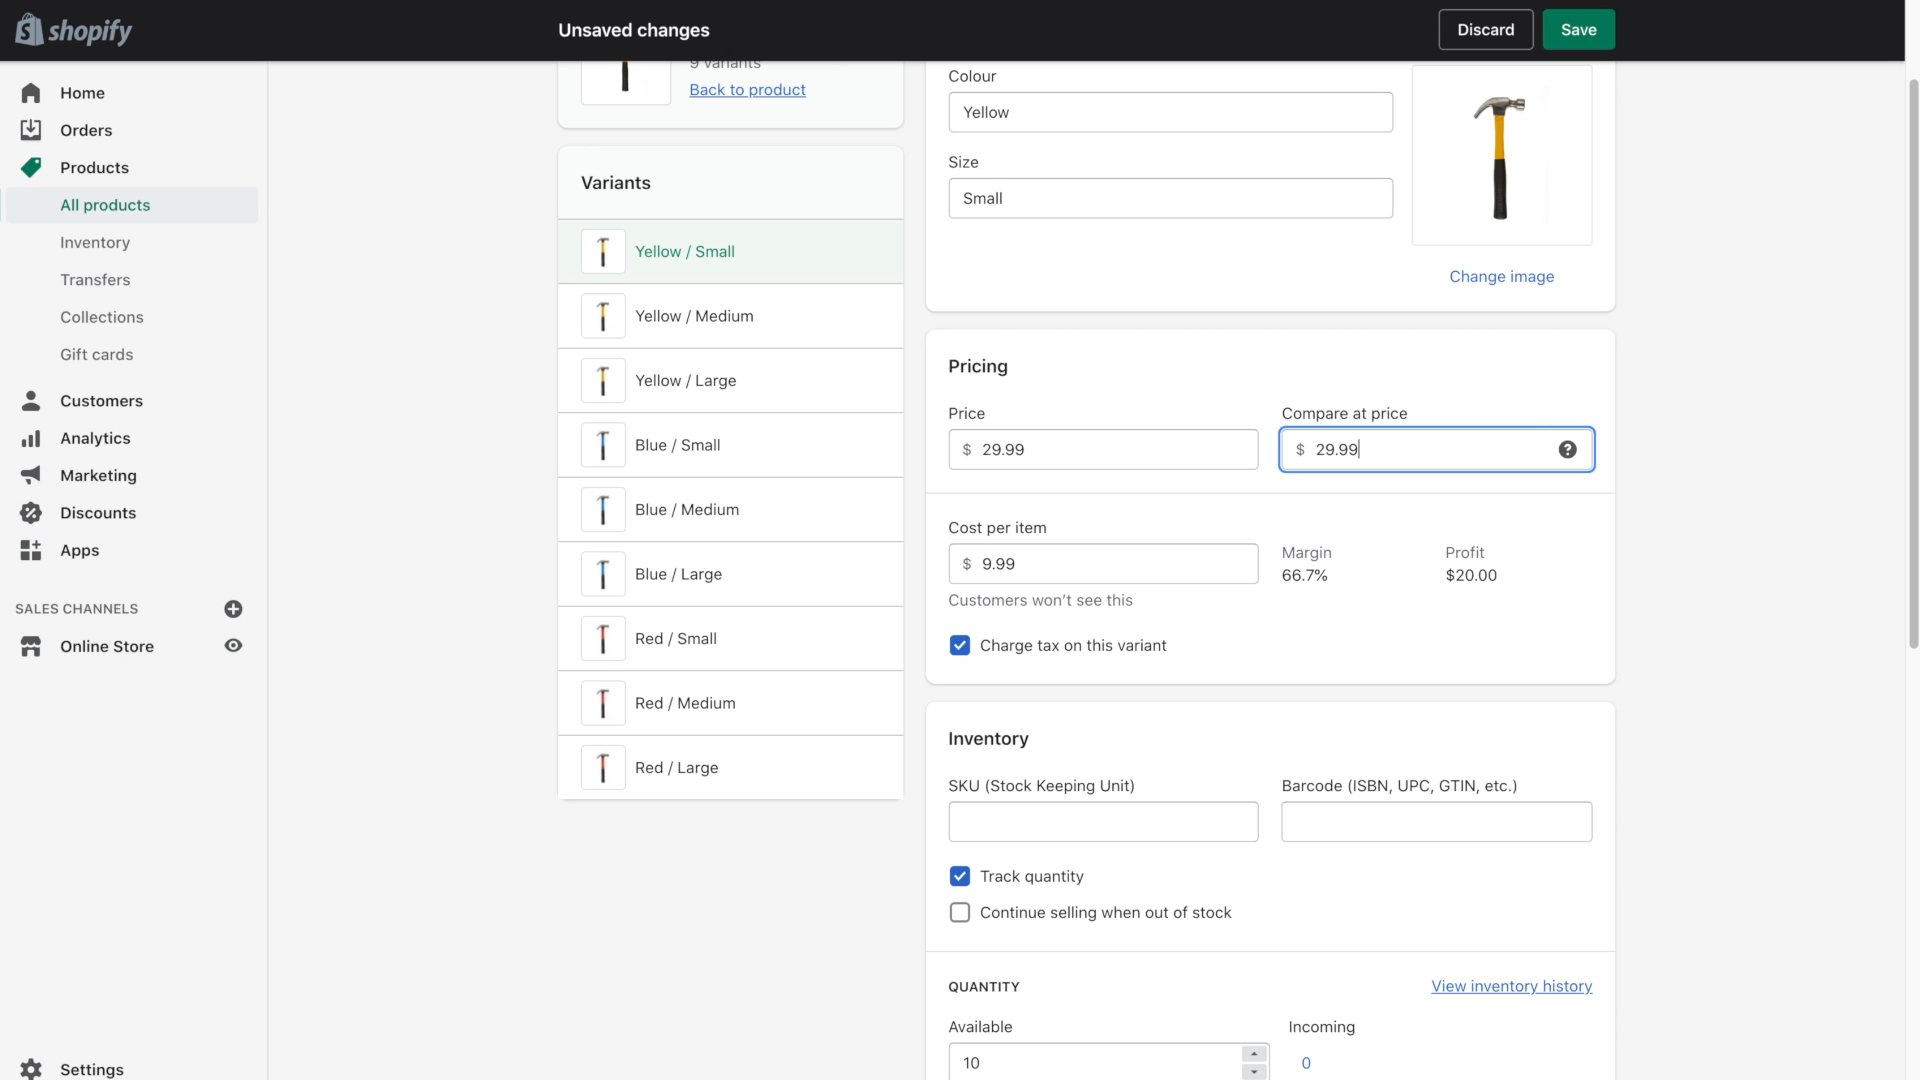 shopify
Unsaved changes
Discard
Save
Home
Orders
Products
All products
Inventory
Transfers
Collections
Gift cards
Customers
Analytics
Marketing
Discounts
Apps
SALES CHANNELS
Online Store
Settings
9 variants
Back to product
Variants
Yellow / Small
Yellow / Medium
Yellow / Large
Blue / Small
Blue / Medium
Blue / Large
Red / Small
Red / Medium
Red / Large
Colour
Yellow
Size
Small
Change image
Pricing
Price
$ 29.99
Compare at price
$ 29.99
Cost per item
$ 9.99
Customers won’t see this
Margin
66.7%
Profit
$20.00
Charge tax on this variant
Inventory
SKU (Stock Keeping Unit)
Barcode (ISBN, UPC, GTIN, etc.)
Track quantity
Continue selling when out of stock
QUANTITY
View inventory history
Available
10
Incoming
0